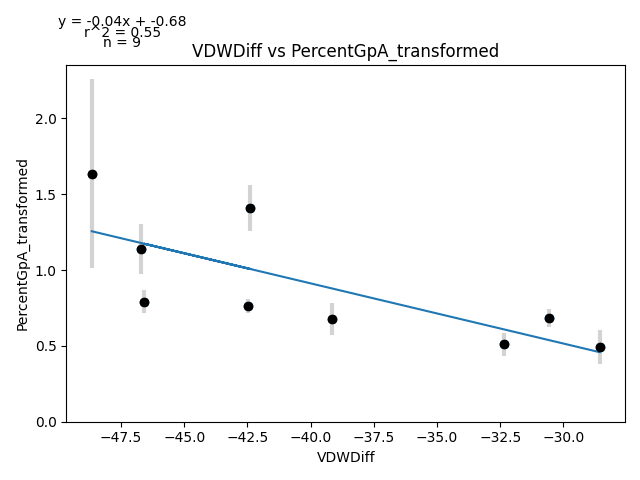 y = -0.04x + -0.68
r^2 = 0.55
n = 9
VDWDiff vs PercentGpA_transformed
PercentGpA_transformed
2.0
1.5
1.0
0.5
0.0
−47.5 −45.0 −42.5 −40.0 −37.5 −35.0 −32.5 −30.0
VDWDiff